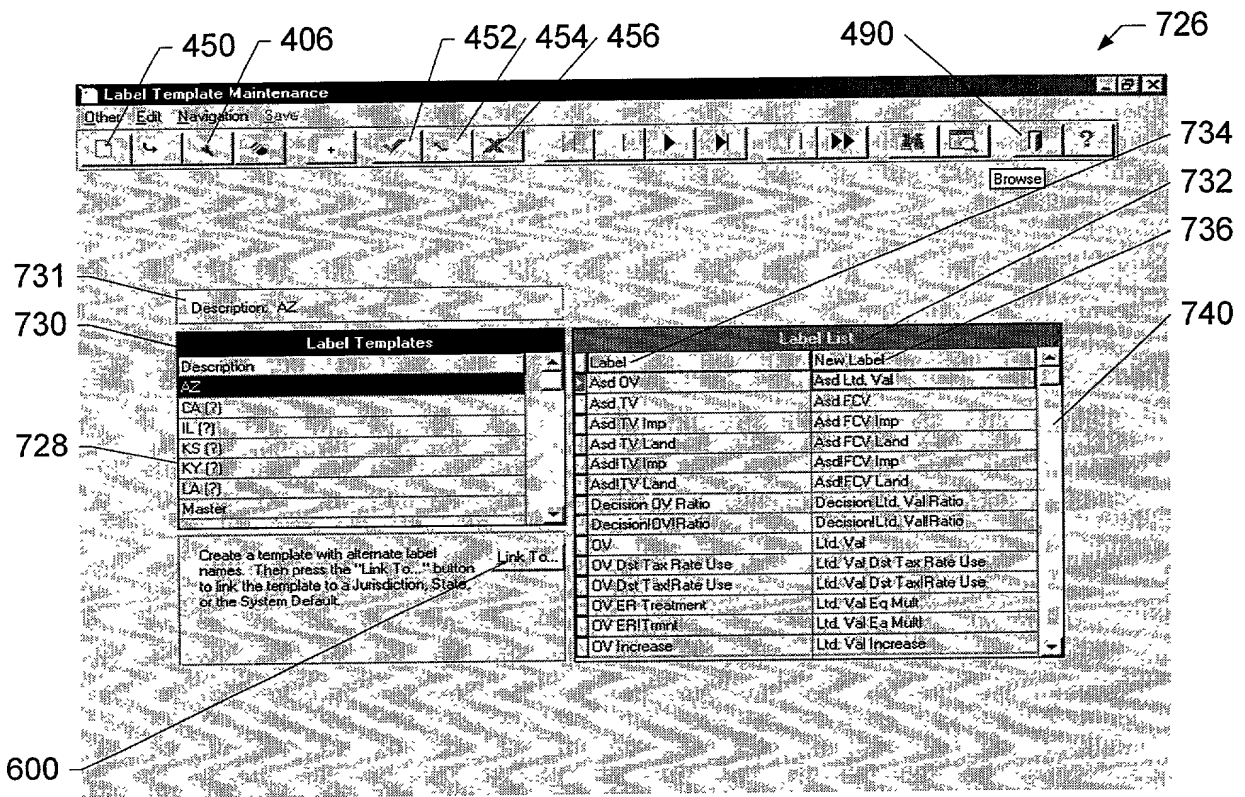 450 406 452 454 456 490 726
Label Template Maintenance
Other Edit Navigation Save
?
Browse
734
732
736
731
Description: AZ
730
740
Label Templates
Description
AZ
CA (?)
IL (?)
KS (?)
728
KY (?)
LA (?)
Master
Label List
Label New Label
Asd OV Asd Ltd. Val
Asd TV Asd FCV
Asd TV Imp Asd FCV Imp
Asd TV Land Asd FCV Land
Asd!TV Imp Asd!FCV Imp
Asd!TV Land Asd!FCV Land
Decision OV Ratio Decision Ltd. Val Ratio
Decision!OV!Ratio Decision!Ltd. Val!Ratio
OV Ltd. Val
OV Dst Tax Rate Use Ltd. Val Dst Tax Rate Use
OV Dst Tax!Rate Use Ltd. Val Dst Tax!Rate Use
OV ER Treatment Ltd. Val Eq Mult
OV ER!Trmnt Ltd. Val Eq Mult!
OV Increase Ltd. Val Increase
Create a template with alternate label
names. Then press the "Link To..." button
to link the template to a Jurisdiction, State,
or the System Default.
Link To...
600